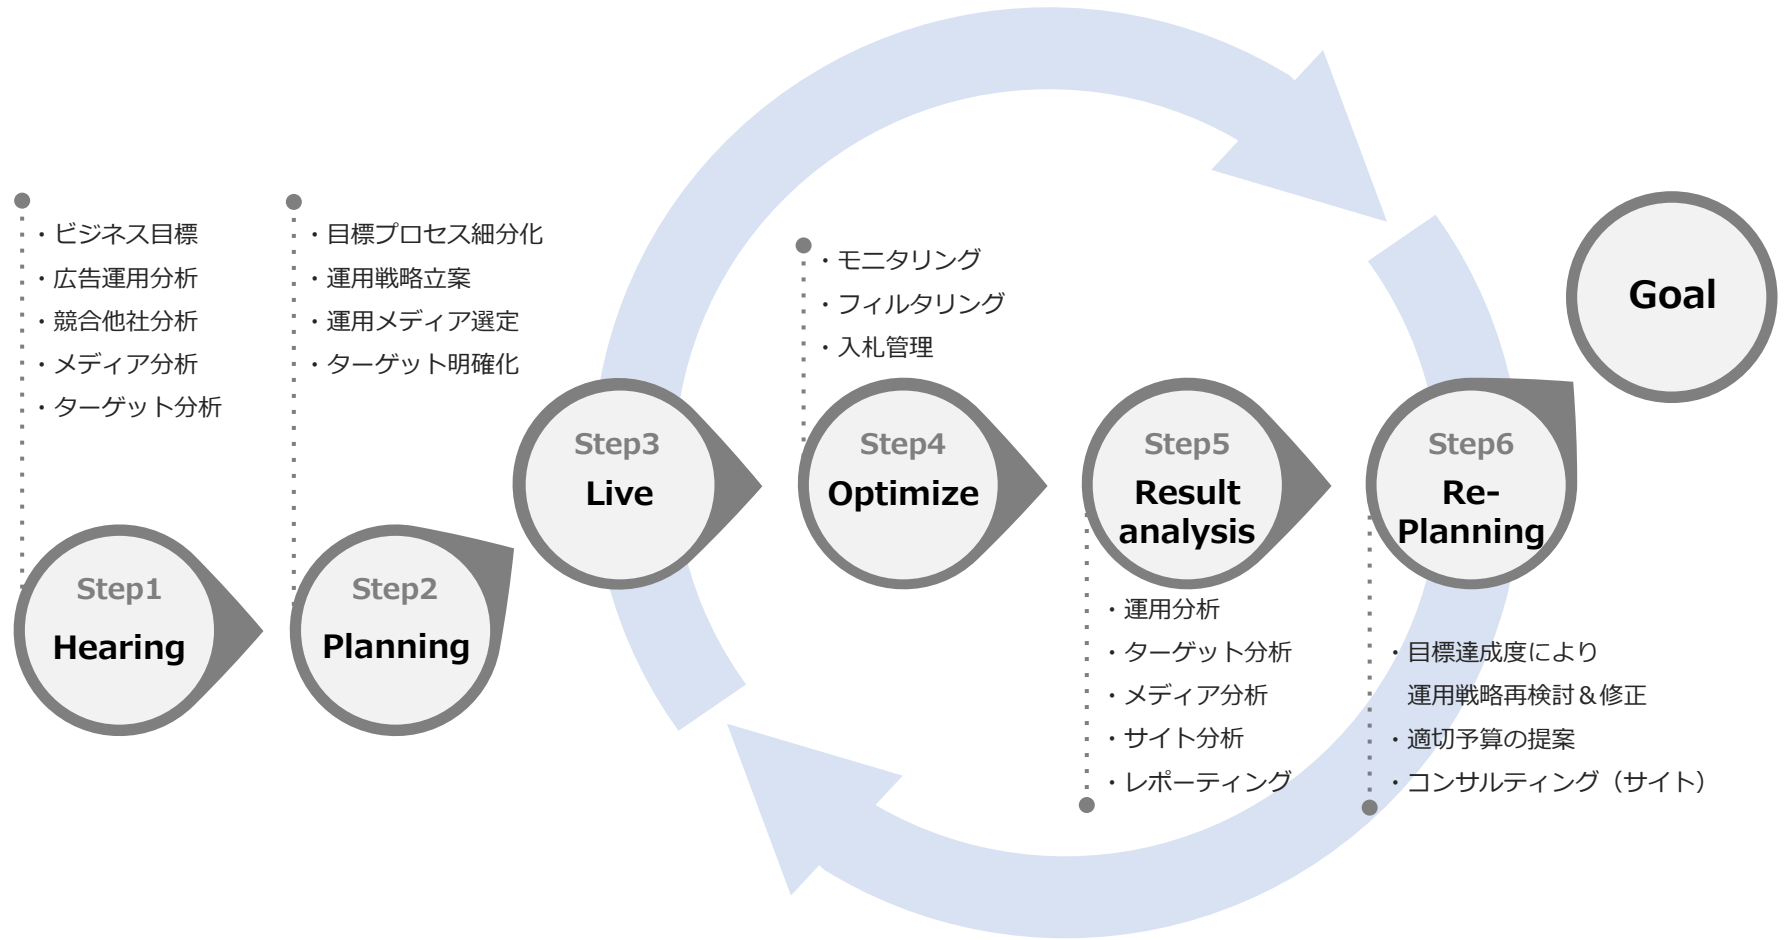 ・ビジネス目標
・広告運用分析
・競合他社分析
・メディア分析
・ターゲット分析
Step1
Hearing
・目標プロセス細分化
・運用戦略立案
・運用メディア選定
・ターゲット明確化
Step2
Planning
Step3
Live
・モニタリング
・フィルタリング
・入札管理
Step4
Optimize
Step5
Result
analysis
・運用分析
・ターゲット分析
・メディア分析
・サイト分析
・レポーティング
Step6
Re-
Planning
・目標達成度により
運用戦略再検討＆修正
・適切予算の提案
・コンサルティング（サイト）
Goal